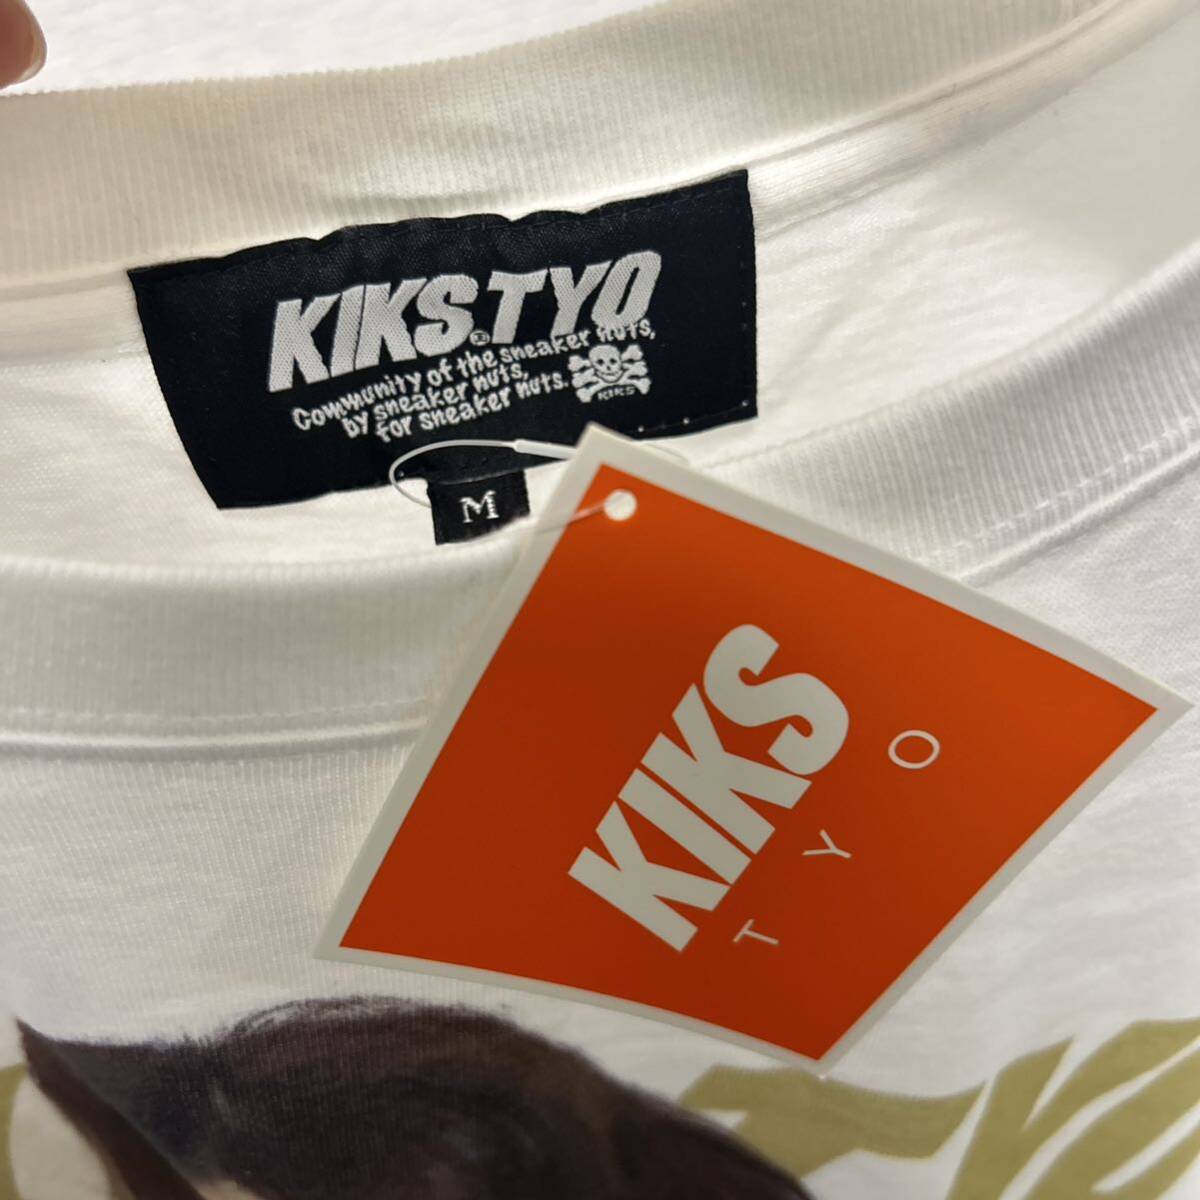 KIKS TYO
Community of the sneaker nuts,
by sneaker nuts,
for sneaker nuts.
KIKS
M
KIKS
TYO